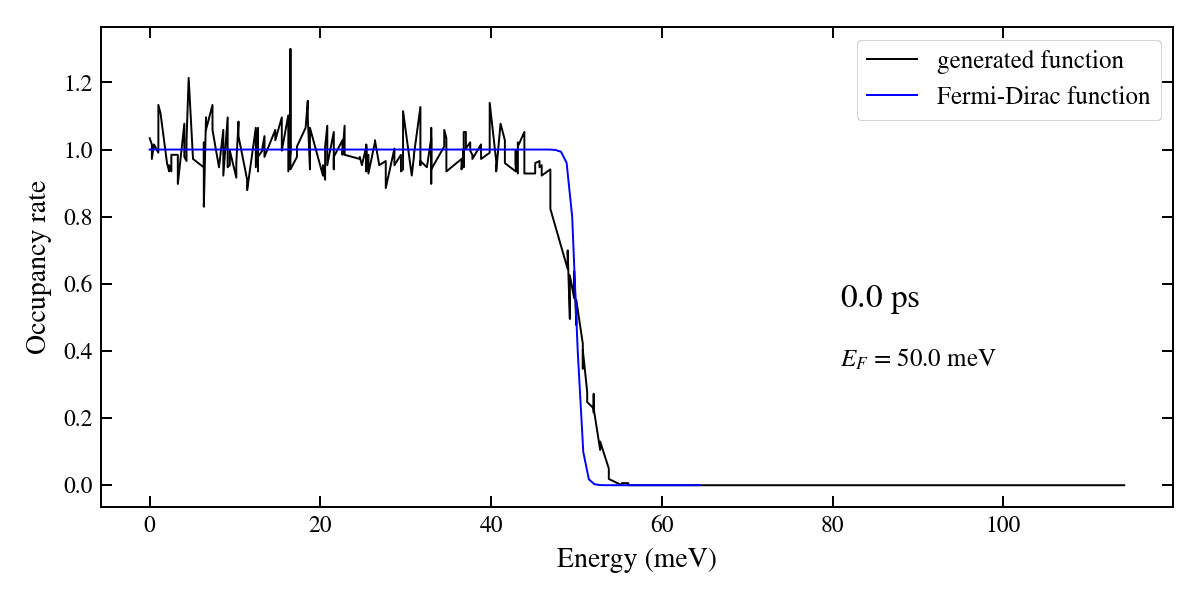 generated function
Fermi-Dirac function
1.2
1.0
0.8
0.6
0.4
0.2
0.0
Occupancy rate
0.0 ps
E_F = 50.0 meV
0 20 40 60 80 100
Energy (meV)